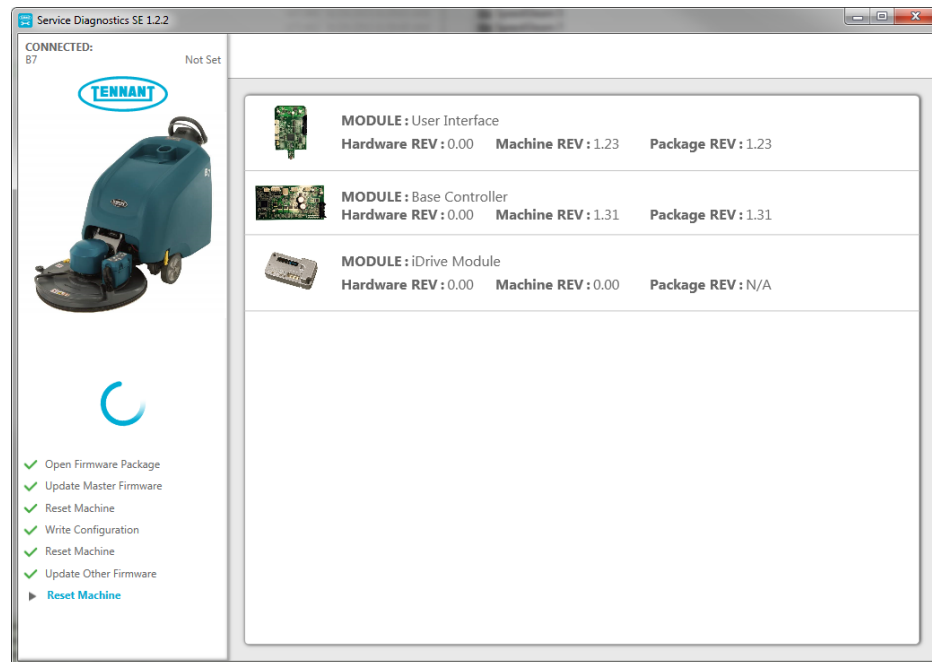 Service Diagnostics SE 1.2.2
CONNECTED:
B7 Not Set
TENNANT
B7
TENNANT
MODULE : User Interface
Hardware REV : 0.00 Machine REV : 1.23 Package REV : 1.23
MODULE : Base Controller
Hardware REV : 0.00 Machine REV : 1.31 Package REV : 1.31
MODULE : iDrive Module
Hardware REV : 0.00 Machine REV : 0.00 Package REV : N/A
Open Firmware Package
Update Master Firmware
Reset Machine
Write Configuration
Reset Machine
Update Other Firmware
Reset Machine